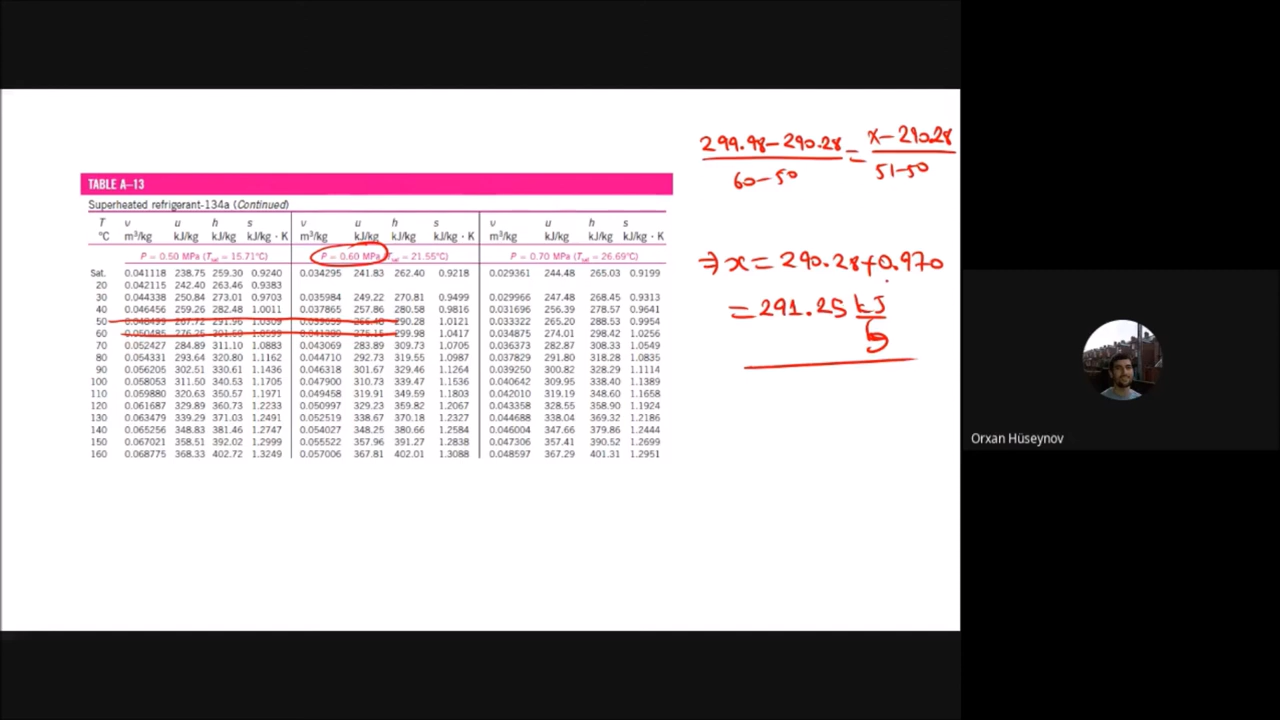 299.98-290.28 / 60-50 = x-290.28 / 51-50
TABLE A–13
Superheated refrigerant-134a (Continued)
T v u h s v u h s v u h s
°C m³/kg kJ/kg kJ/kg kJ/kg · K m³/kg kJ/kg kJ/kg kJ/kg · K m³/kg kJ/kg kJ/kg kJ/kg · K
P = 0.50 MPa (Tsat = 15.71°C) P = 0.60 MPa (Tsat = 21.55°C) P = 0.70 MPa (Tsat = 26.69°C)
Sat. 0.041118 238.75 259.30 0.9240 0.034295 241.83 262.40 0.9218 0.029361 244.48 265.03 0.9199
20 0.042115 242.40 263.46 0.9383
30 0.044338 250.84 273.01 0.9703 0.035984 249.22 270.81 0.9499 0.029966 247.48 268.45 0.9313
40 0.046456 259.26 282.48 1.0011 0.037865 257.86 280.58 0.9816 0.031696 256.39 278.57 0.9641
50 0.048499 267.72 291.96 1.0309 266.48 290.28 1.0121 0.033322 265.20 288.53 0.9954
60 0.050485 276.25 1.0599 276.15 299.98 1.0417 0.034875 274.01 298.42 1.0256
70 0.052427 284.89 311.10 1.0883 0.043069 283.89 309.73 1.0705 0.036373 282.87 308.33 1.0549
80 0.054331 293.64 320.80 1.1162 0.044710 292.73 319.55 1.0987 0.037829 291.80 318.28 1.0835
90 0.056205 302.51 330.61 1.1436 0.046318 301.67 329.46 1.1264 0.039250 300.82 328.29 1.1114
100 0.058053 311.50 340.53 1.1705 0.047900 310.73 339.47 1.1536 0.040642 309.95 338.40 1.1389
110 0.059880 320.63 350.57 1.1971 0.049458 319.91 349.59 1.1803 0.042010 319.19 348.60 1.1658
120 0.061687 329.89 360.73 1.2233 0.050997 329.23 359.82 1.2067 0.043358 328.55 358.90 1.1924
130 0.063479 339.29 371.03 1.2491 0.052519 338.67 370.18 1.2327 0.044688 338.04 369.32 1.2186
140 0.065256 348.83 381.46 1.2747 0.054027 348.25 380.66 1.2584 0.046004 347.66 379.86 1.2444
150 0.067021 358.51 392.02 1.2999 0.055522 357.96 391.27 1.2838 0.047306 357.41 390.52 1.2699
160 0.068775 368.33 402.72 1.3249 0.057006 367.81 402.01 1.3088 0.048597 367.29 401.31 1.2951
⇒ x = 290.28+0.970
= 291.25 kJ
Orxan Hüseynov